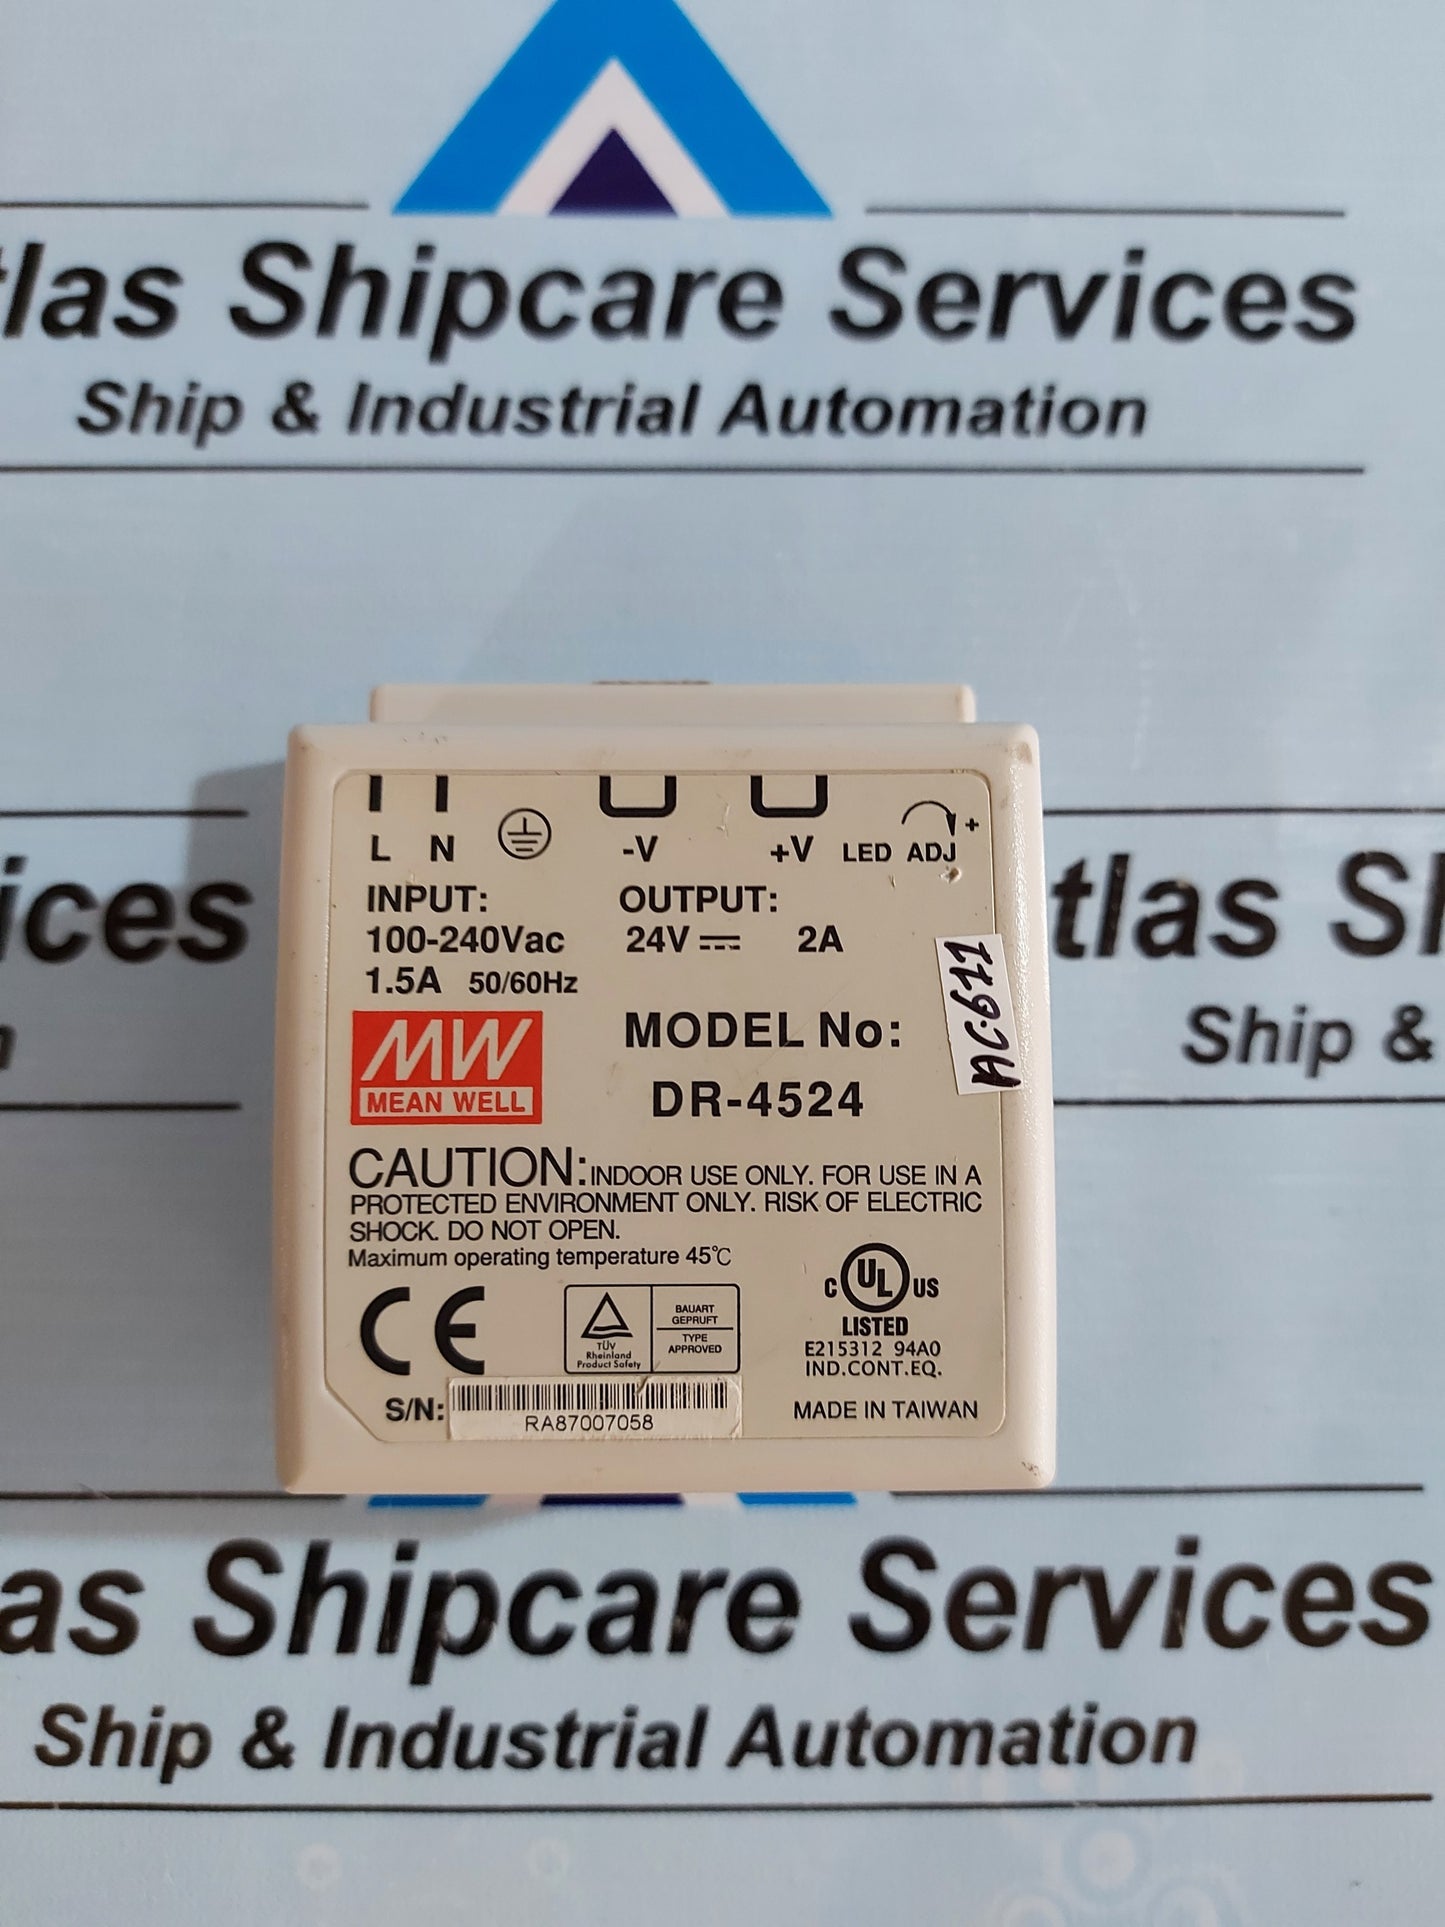 tlas Shipcare Services
Ship & Industrial Automation
L N -V +V LED ADJ +
INPUT: OUTPUT:
100-240Vac 24V 2A
1.5A 50/60Hz
AC-611
MW
MEAN WELL
MODEL No:
DR-4524
CAUTION: INDOOR USE ONLY. FOR USE IN A
PROTECTED ENVIRONMENT ONLY. RISK OF ELECTRIC
SHOCK. DO NOT OPEN.
Maximum operating temperature 45℃
CE
TÜV
Rheinland
Product Safety
BAUART
GEPRUFT
TYPE
APPROVED
C UL US
LISTED
E215312 94A0
IND.CONT.EQ.
S/N: RA87007058
MADE IN TAIWAN
ices
n
tlas Sh
Ship &
as Shipcare Services
Ship & Industrial Automation